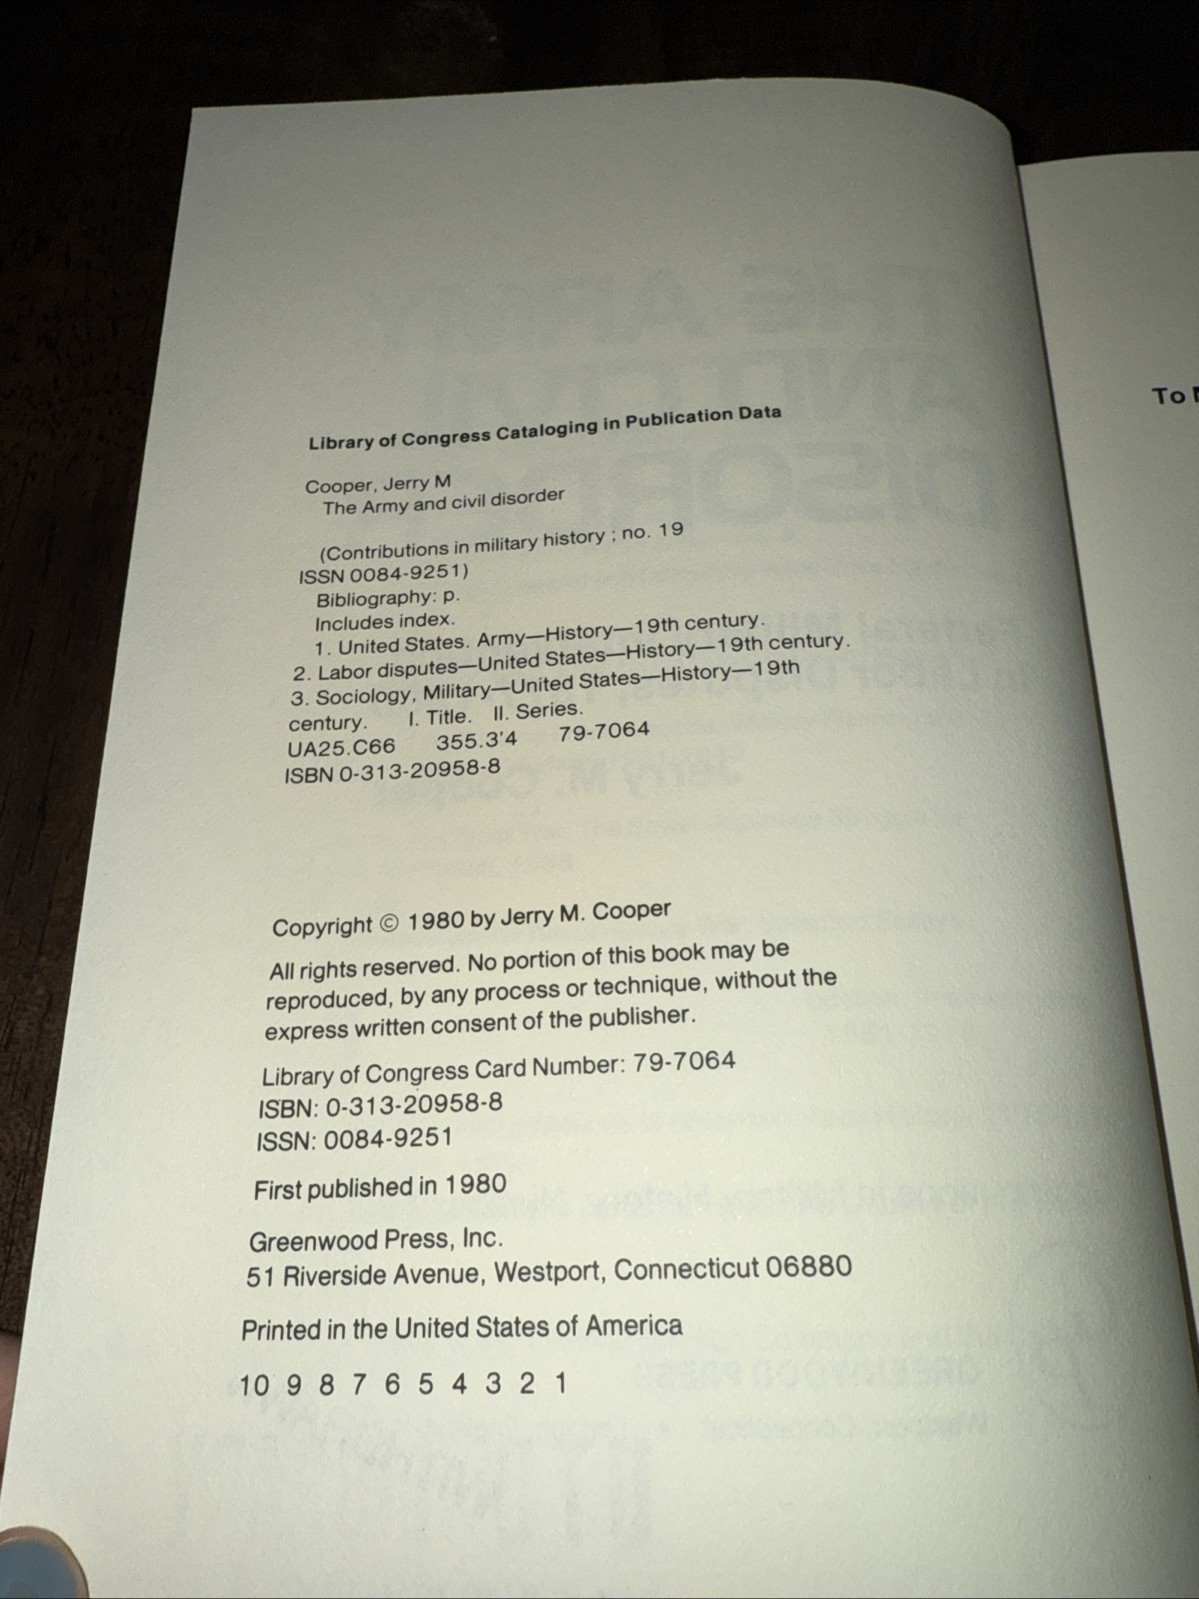 Library of Congress Cataloging in Publication Data
Cooper, Jerry M
The Army and civil disorder
(Contributions in military history ; no. 19
ISSN 0084-9251)
Bibliography: p.
Includes index.
1. United States. Army—History—19th century.
2. Labor disputes—United States—History—19th century.
3. Sociology, Military—United States—History—19th
century. I. Title. II. Series.
UA25.C66 355.3'4 79-7064
ISBN 0-313-20958-8
Copyright © 1980 by Jerry M. Cooper
All rights reserved. No portion of this book may be
reproduced, by any process or technique, without the
express written consent of the publisher.
Library of Congress Card Number: 79-7064
ISBN: 0-313-20958-8
ISSN: 0084-9251
First published in 1980
Greenwood Press, Inc.
51 Riverside Avenue, Westport, Connecticut 06880
Printed in the United States of America
10 9 8 7 6 5 4 3 2 1
To